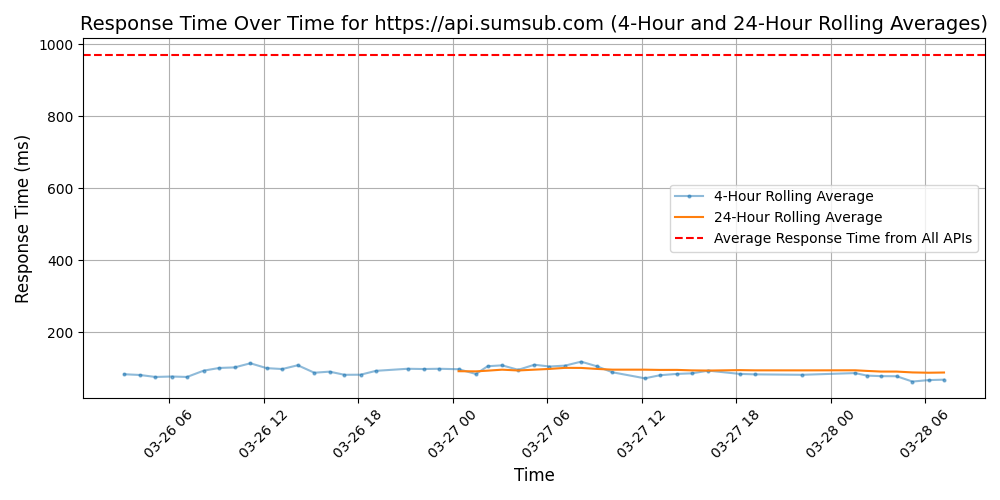 Response Time Over Time for https://api.sumsub.com (4-Hour and 24-Hour Rolling Averages)
Response Time (ms)
1000
800
600
400
200
4-Hour Rolling Average
24-Hour Rolling Average
Average Response Time from All APIs
03-26 06
03-26 12
03-26 18
03-27 00
03-27 06
03-27 12
03-27 18
03-28 00
03-28 06
Time